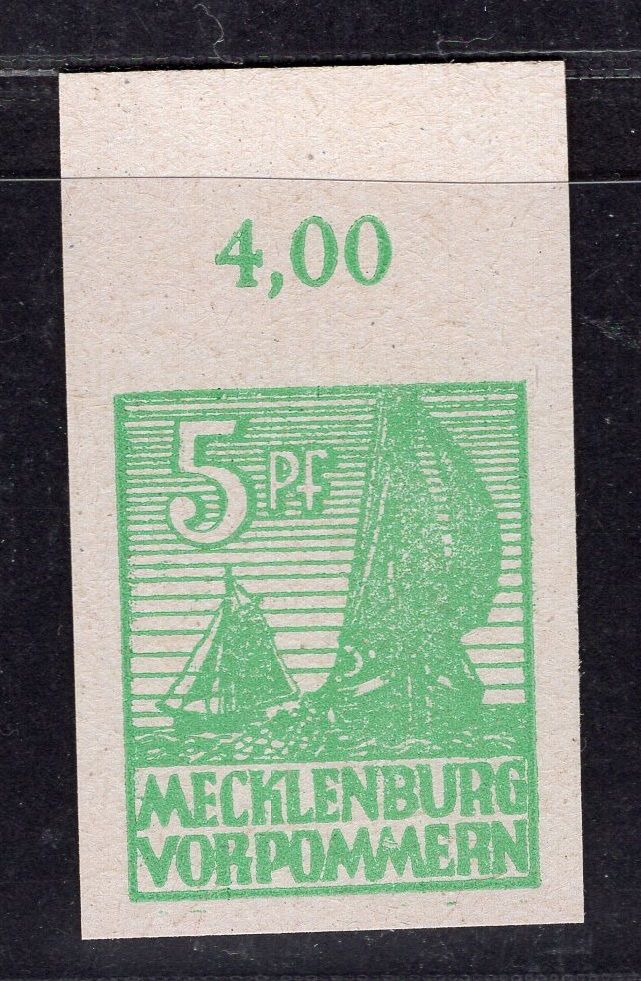 4,00
5 Pf
MECKLENBURG
VORPOMMERN